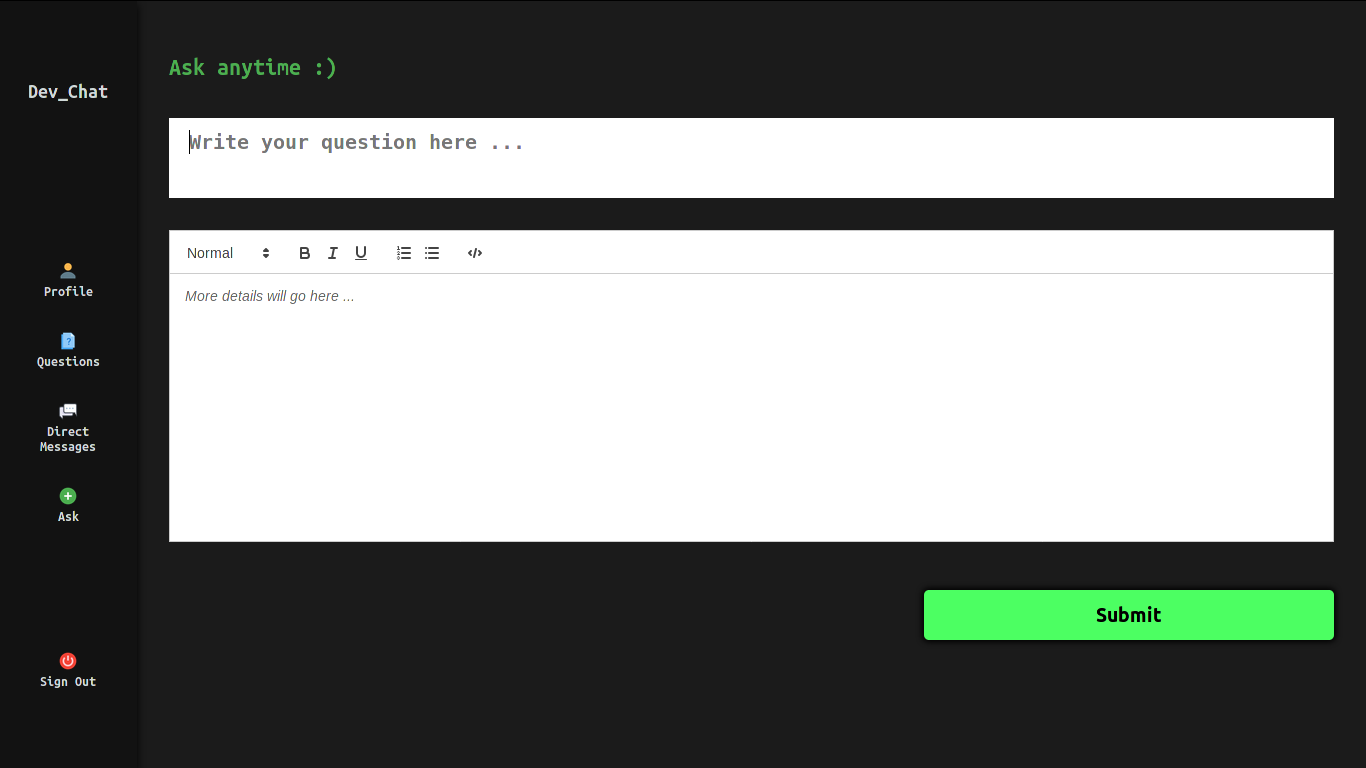 Dev_Chat
Profile
Questions
Direct
Messages
Ask
Sign Out
Ask anytime :)
Write your question here ...
Normal
More details will go here ...
Submit